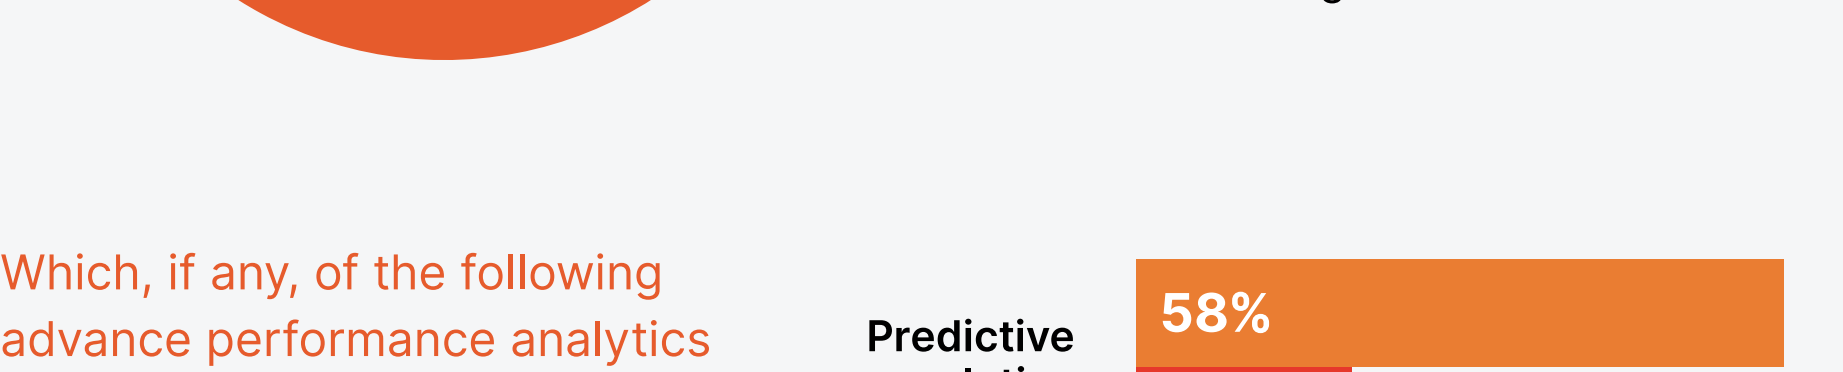 Which, if any, of the following
advance performance analytics
Predictive
58%